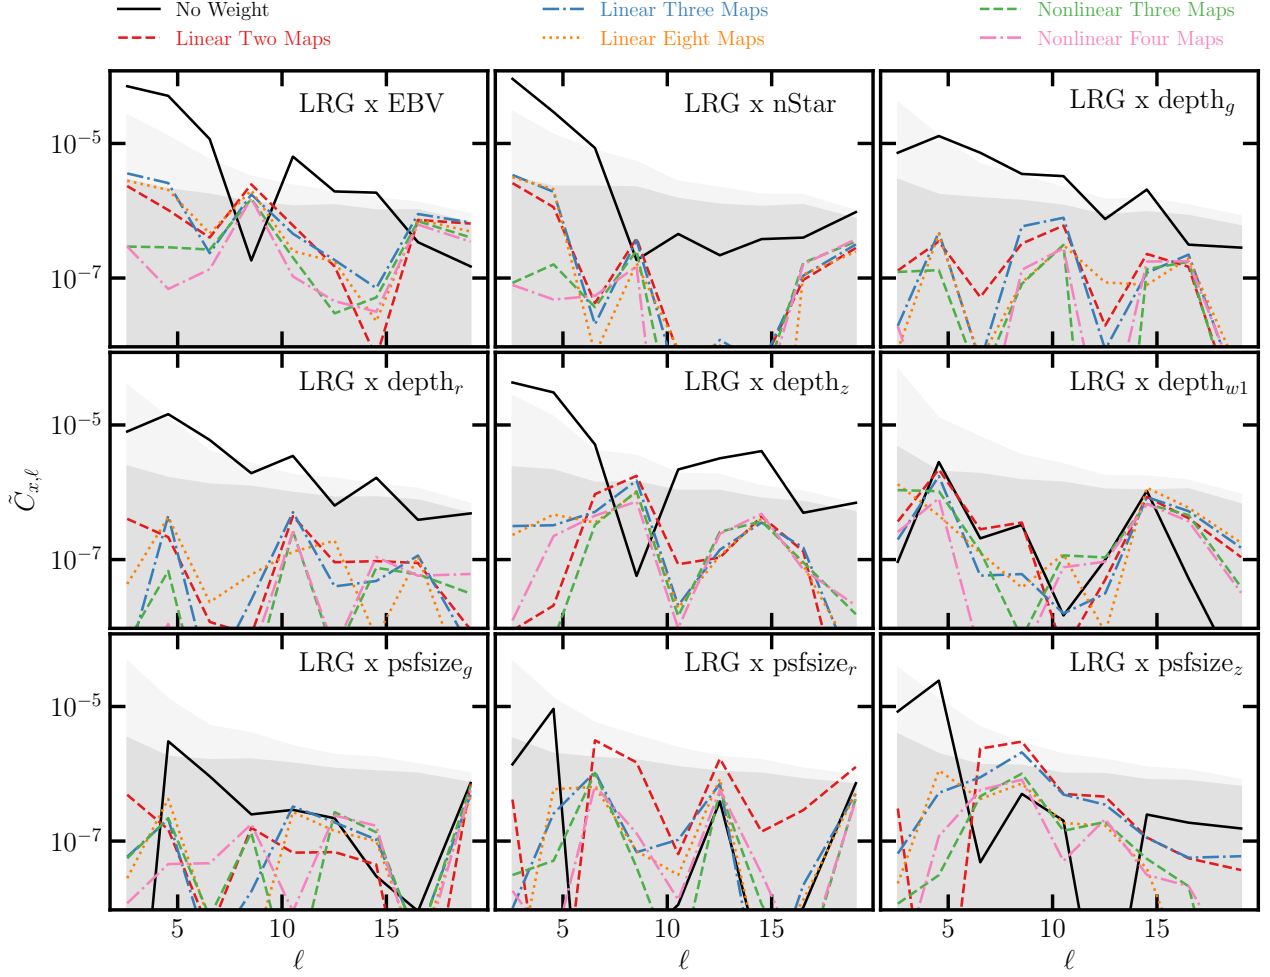 No Weight Linear Three Maps Nonlinear Three Maps
Linear Two Maps Linear Eight Maps Nonlinear Four Maps
LRG x EBV LRG x nStar LRG x depth_g
10^{-5}
10^{-7}
LRG x depth_r LRG x depth_z LRG x depth_{w1}
10^{-5}
C̃_{x,ℓ}
10^{-7}
LRG x psfsize_g LRG x psfsize_r LRG x psfsize_z
10^{-5}
10^{-7}
5 10 15 5 10 15 5 10 15
ℓ ℓ ℓ